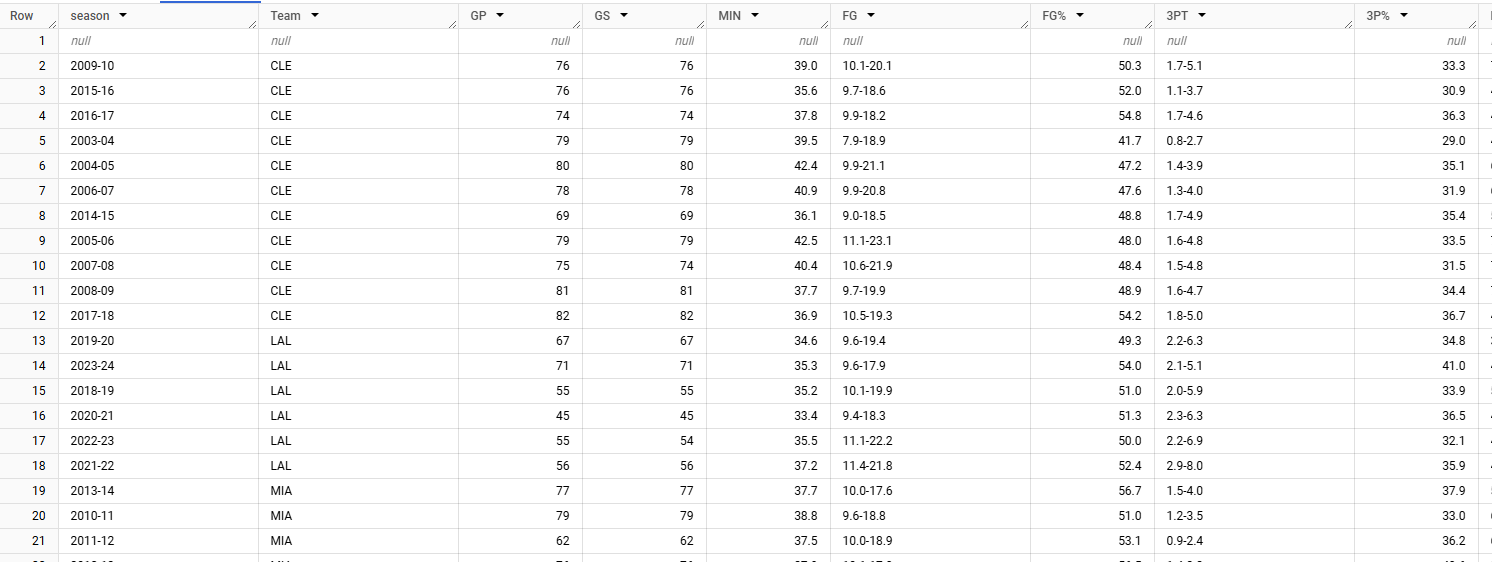 Row season Team GP GS MIN FG FG% 3PT 3P%
1 null null null null null null null null null
2 2009-10 CLE 76 76 39.0 10.1-20.1 50.3 1.7-5.1 33.3
3 2015-16 CLE 76 76 35.6 9.7-18.6 52.0 1.1-3.7 30.9
4 2016-17 CLE 74 74 37.8 9.9-18.2 54.8 1.7-4.6 36.3
5 2003-04 CLE 79 79 39.5 7.9-18.9 41.7 0.8-2.7 29.0
6 2004-05 CLE 80 80 42.4 9.9-21.1 47.2 1.4-3.9 35.1
7 2006-07 CLE 78 78 40.9 9.9-20.8 47.6 1.3-4.0 31.9
8 2014-15 CLE 69 69 36.1 9.0-18.5 48.8 1.7-4.9 35.4
9 2005-06 CLE 79 79 42.5 11.1-23.1 48.0 1.6-4.8 33.5
10 2007-08 CLE 75 74 40.4 10.6-21.9 48.4 1.5-4.8 31.5
11 2008-09 CLE 81 81 37.7 9.7-19.9 48.9 1.6-4.7 34.4
12 2017-18 CLE 82 82 36.9 10.5-19.3 54.2 1.8-5.0 36.7
13 2019-20 LAL 67 67 34.6 9.6-19.4 49.3 2.2-6.3 34.8
14 2023-24 LAL 71 71 35.3 9.6-17.9 54.0 2.1-5.1 41.0
15 2018-19 LAL 55 55 35.2 10.1-19.9 51.0 2.0-5.9 33.9
16 2020-21 LAL 45 45 33.4 9.4-18.3 51.3 2.3-6.3 36.5
17 2022-23 LAL 55 54 35.5 11.1-22.2 50.0 2.2-6.9 32.1
18 2021-22 LAL 56 56 37.2 11.4-21.8 52.4 2.9-8.0 35.9
19 2013-14 MIA 77 77 37.7 10.0-17.6 56.7 1.5-4.0 37.9
20 2010-11 MIA 79 79 38.8 9.6-18.8 51.0 1.2-3.5 33.0
21 2011-12 MIA 62 62 37.5 10.0-18.9 53.1 0.9-2.4 36.2